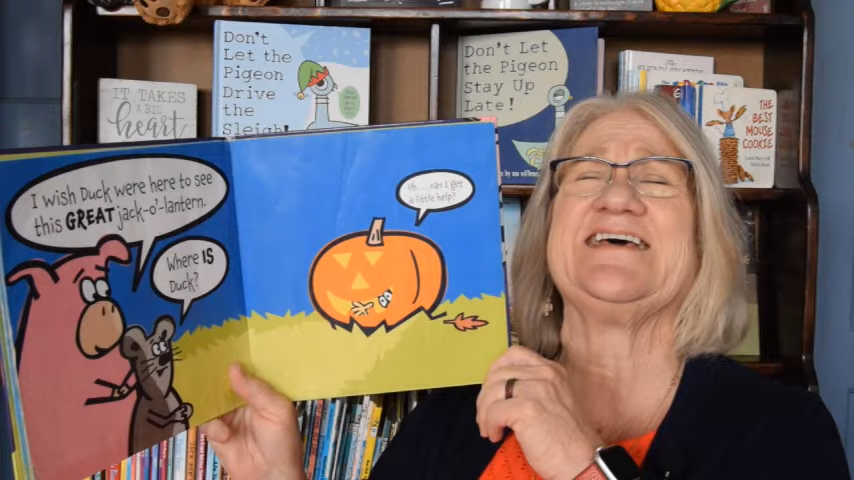 Don't
Let the
Pigeon
Drive
the
Sleigh!
Don't Let
the Pigeon
Stay Up
Late!
IT TAKES
A BIG
heart
THE
BEST
MOUSE
COOKIE
I wish Duck were here to see
this GREAT jack-o'-lantern.
Where IS
Duck?
Uh... can I get
a little help?